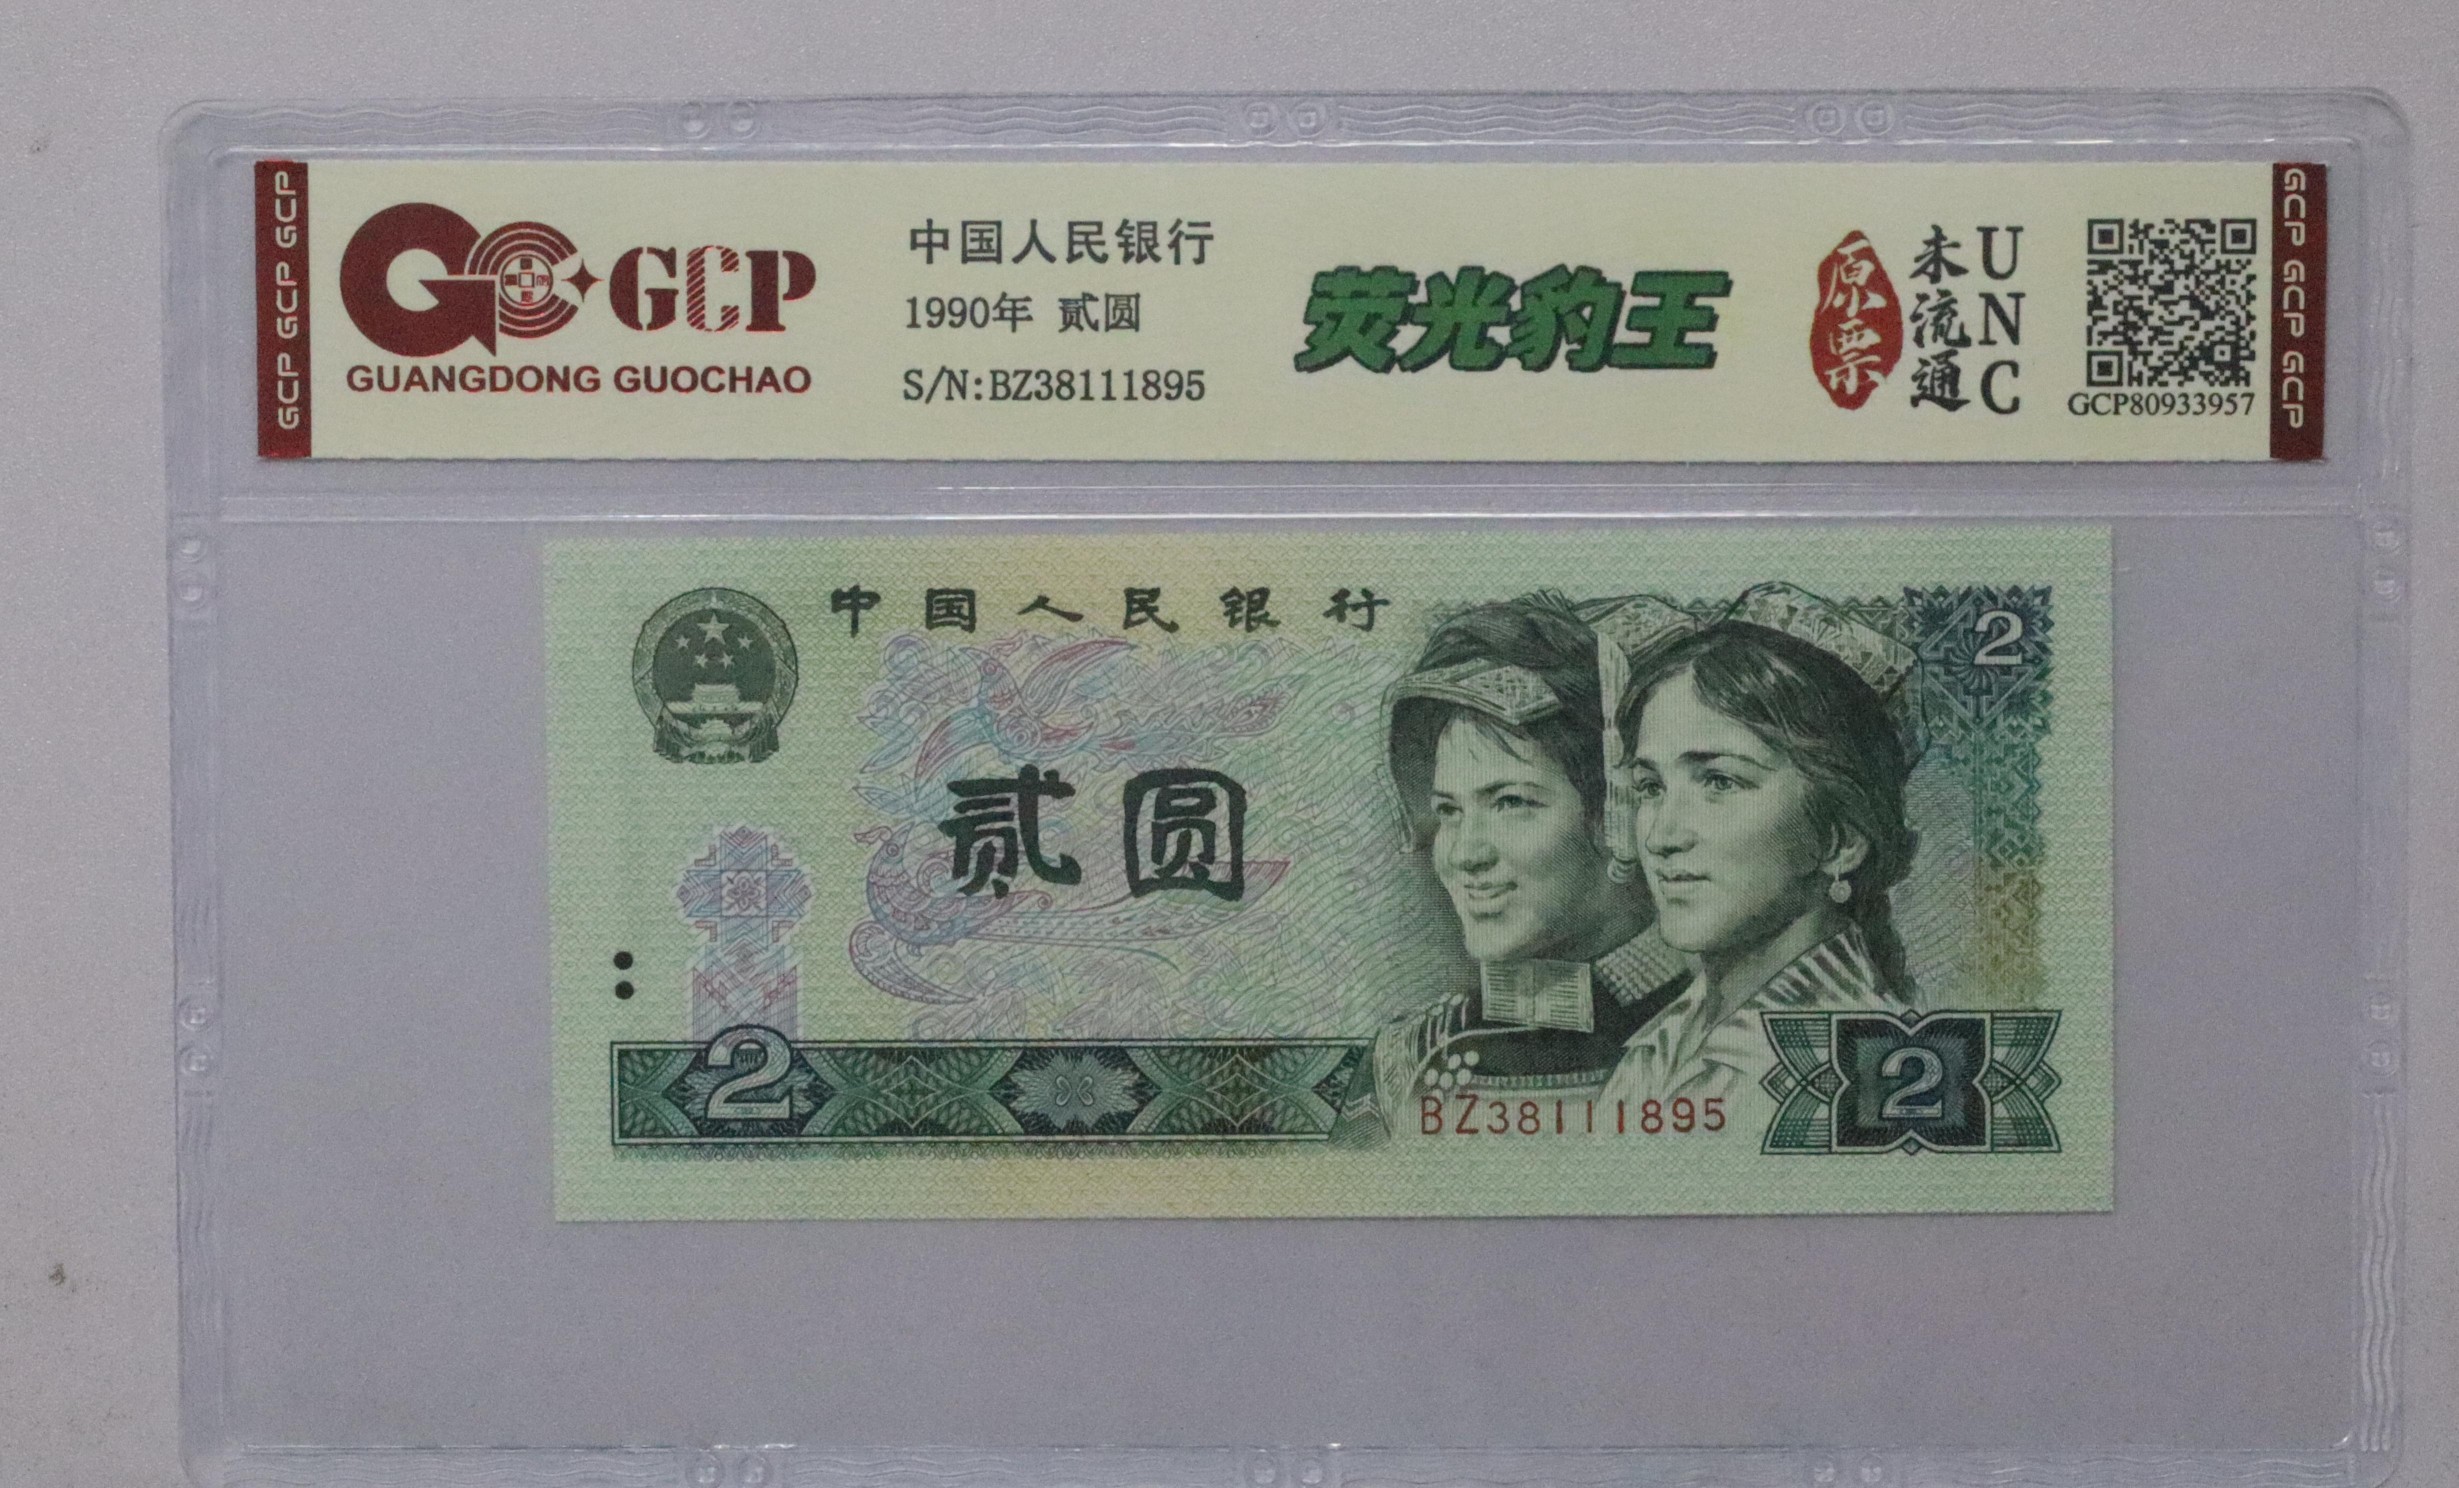 GCP GCP GCP
GCP
GUANGDONG GUOCHAO
中国人民银行
1990年 贰圆
S/N:BZ38111895
荧光豹王
原票
未流通
UNC
GCP80933957
GCP GCP GCP
中国人民银行
2
贰圆
2
BZ38111895
2